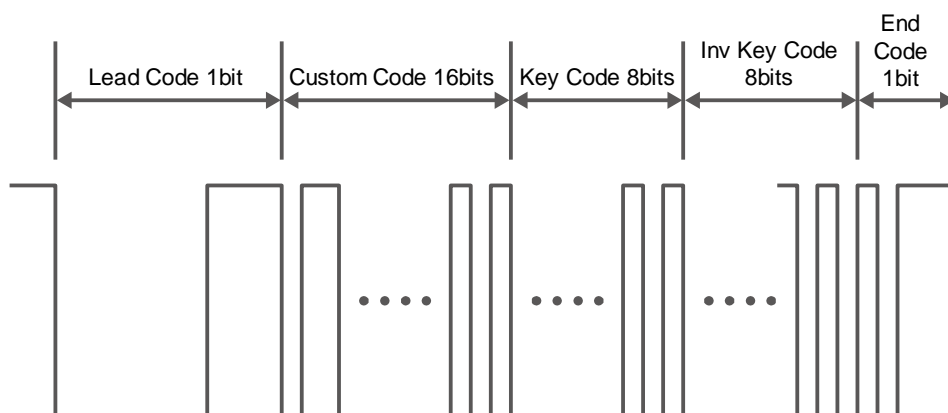 Lead Code 1bit
Custom Code 16bits
Key Code 8bits
Inv Key Code
8bits
End
Code
1bit